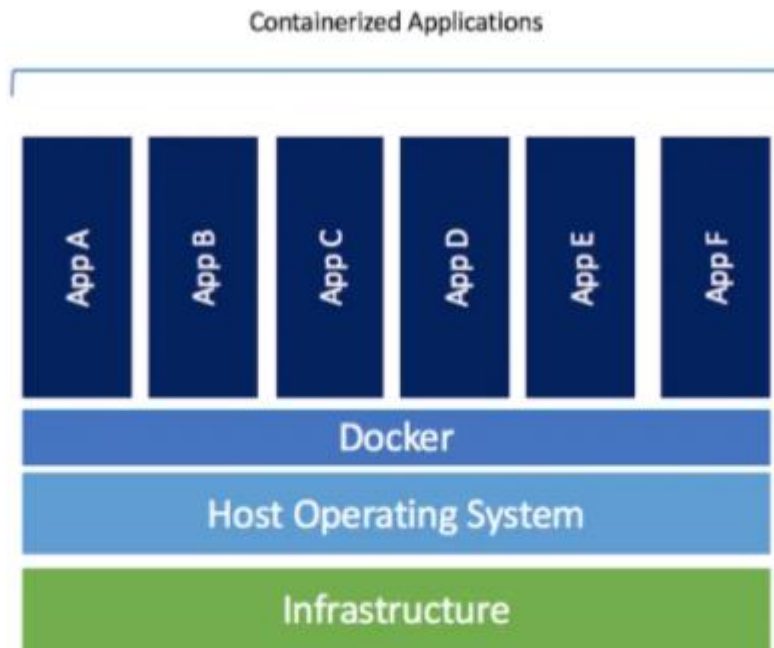 Containerized Applications
App A
App B
App C
App D
App E
App F
Docker
Host Operating System
Infrastructure